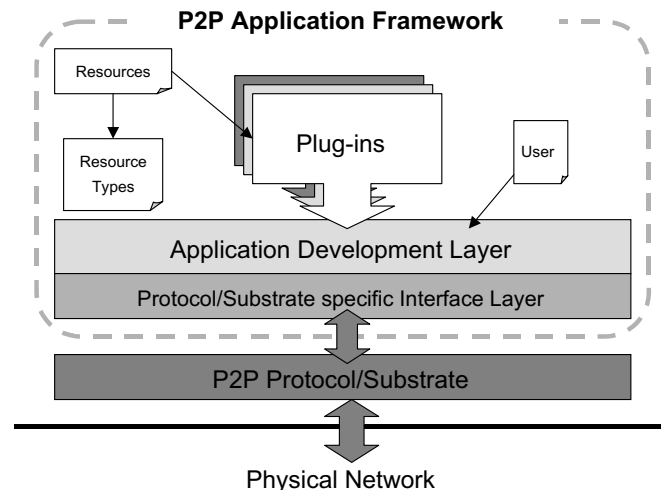 P2P Application Framework
Resources
Plug-ins
User
Resource
Types
Application Development Layer
Protocol/Substrate specific Interface Layer
P2P Protocol/Substrate
Physical Network